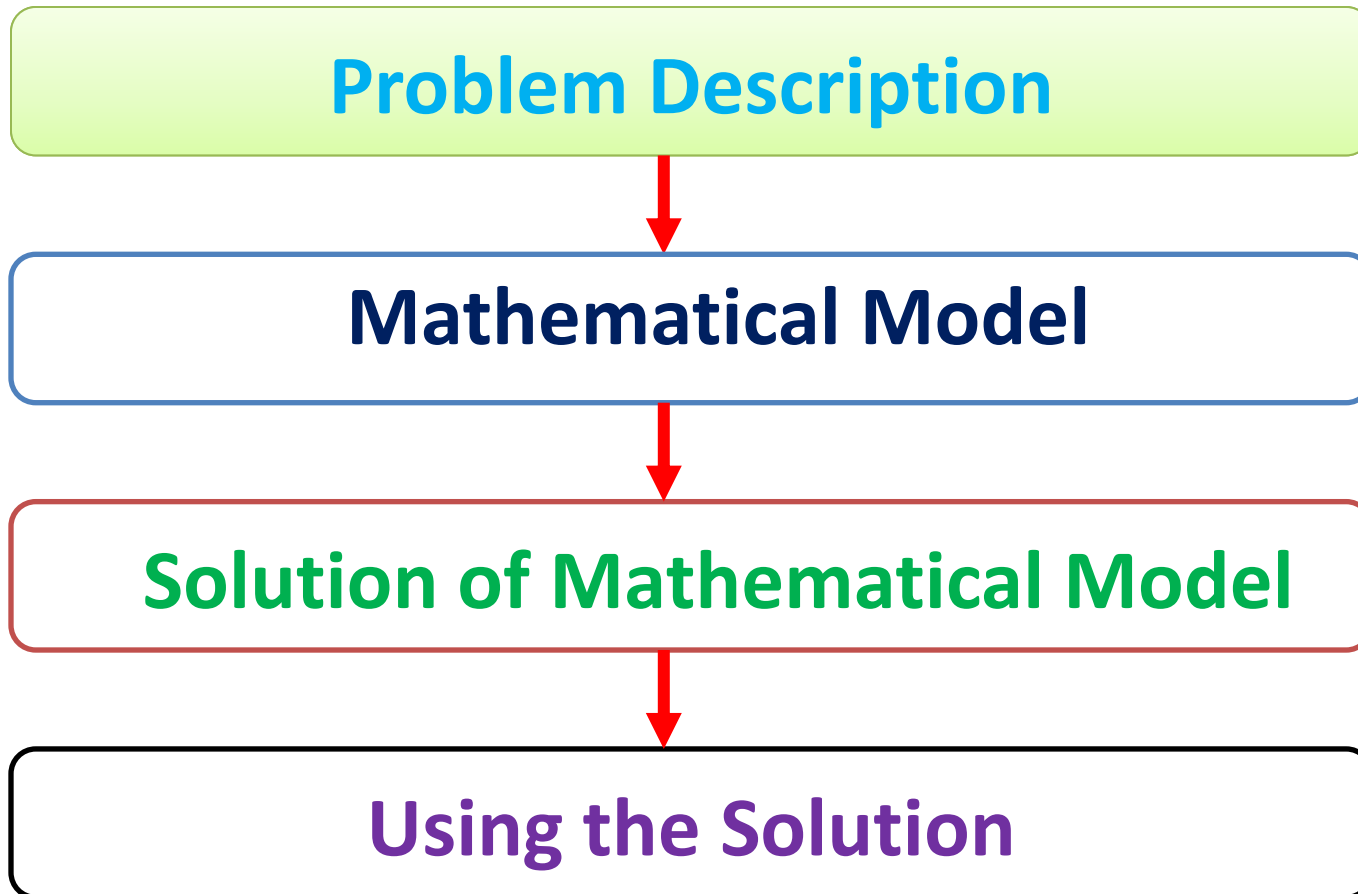 Problem Description
Mathematical Model
Solution of Mathematical Model
Using the Solution